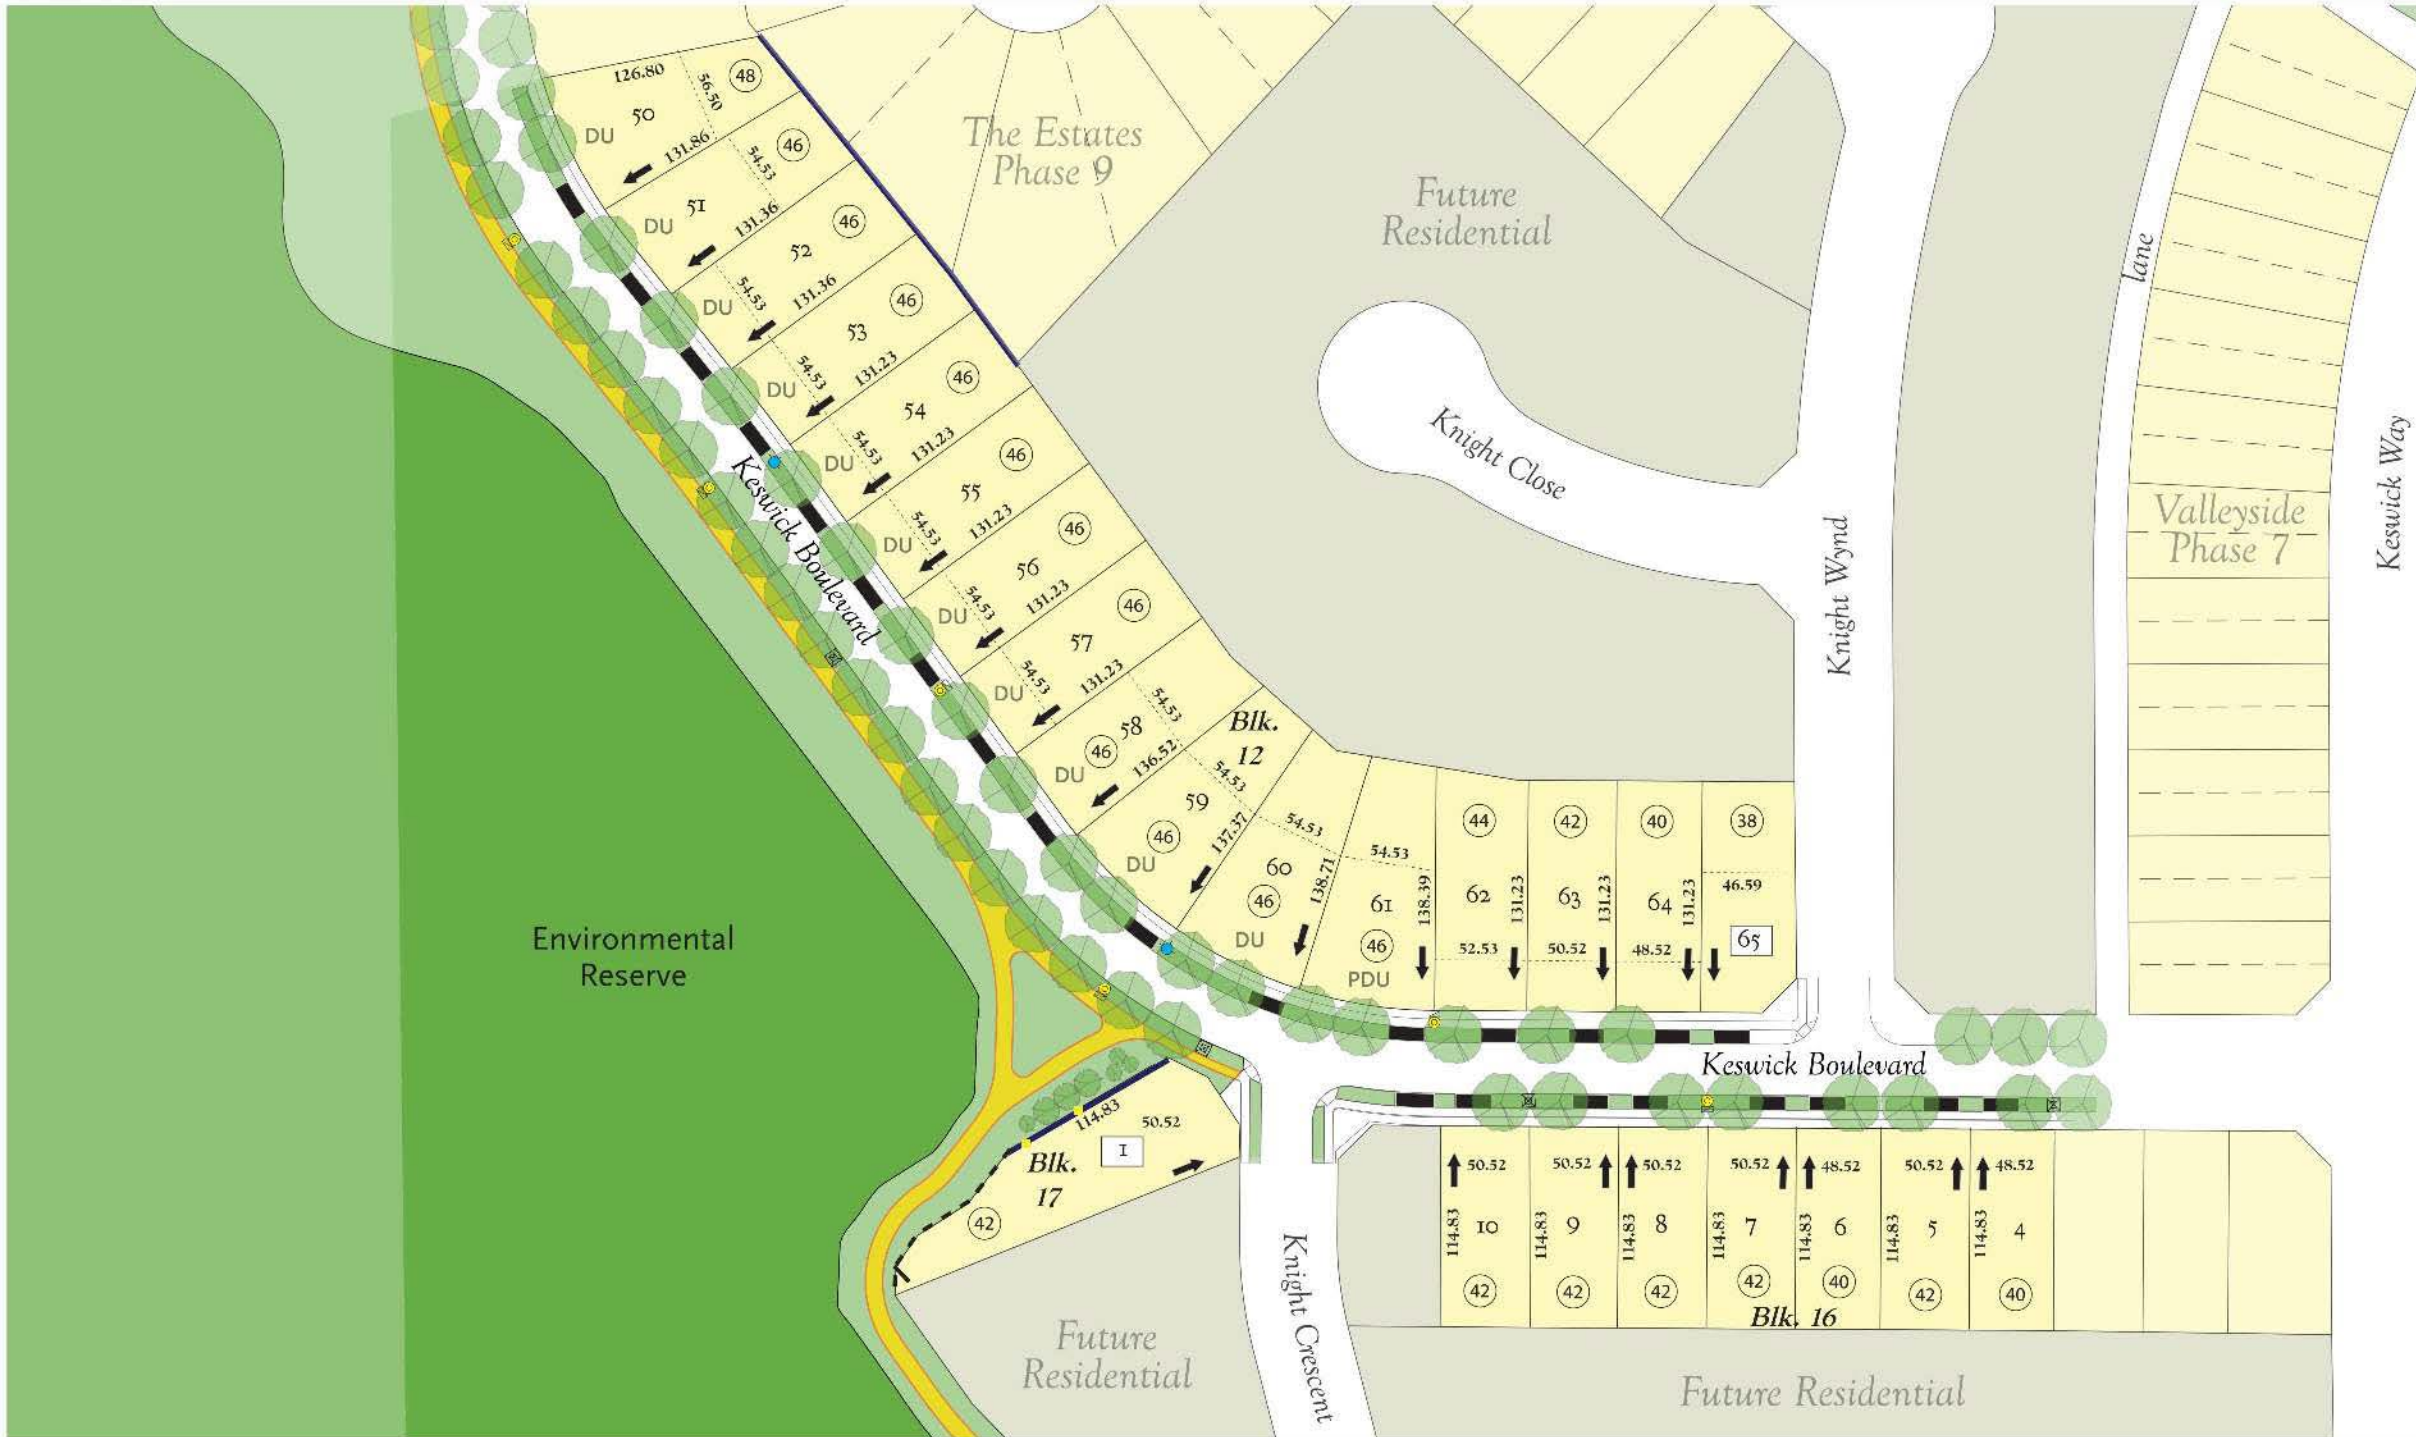 126.80
56.50
48
50
DU
131.86
54.53
46
51
DU
131.36
46
52
54.53
DU
131.36
46
53
54.53
DU
131.23
46
54
54.53
DU
131.23
46
55
54.53
DU
131.23
46
56
54.53
DU
131.23
46
57
54.53
DU
131.23
54.53
58
46
DU
136.52
Blk.
12
54.53
59
46
DU
137.37
54.53
60
46
DU
138.71
54.53
61
46
PDU
138.39
44
62
52.53
131.23
42
63
50.52
131.23
40
64
48.52
131.23
38
46.59
65
The Estates
Phase 9
Future
Residential
Knight Close
Knight Wynd
lane
Keswick Way
Valleyside
Phase 7
Keswick Boulevard
Environmental
Reserve
Keswick Boulevard
114.83
50.52
1
Blk.
17
42
Knight Crescent
Future
Residential
50.52
114.83
10
42
50.52
114.83
9
42
50.52
114.83
8
42
50.52
114.83
7
42
48.52
114.83
6
40
50.52
114.83
5
42
48.52
114.83
4
40
Blk. 16
Future Residential